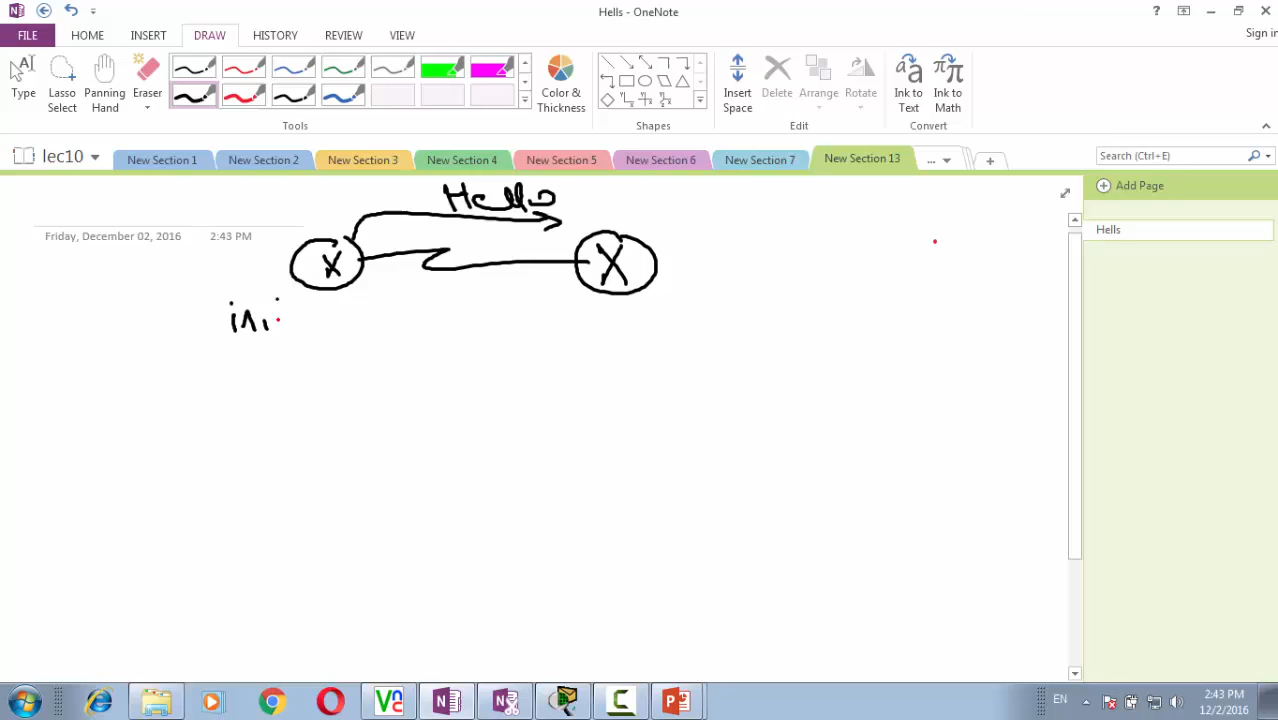 Hells - OneNote
Sign in
FILE HOME INSERT DRAW HISTORY REVIEW VIEW
Type
Lasso Select
Panning Hand
Eraser
Color & Thickness
Insert Space
Delete
Arrange
Rotate
Ink to Text
Ink to Math
Tools
Shapes
Edit
Convert
lec10
New Section 1
New Section 2
New Section 3
New Section 4
New Section 5
New Section 6
New Section 7
New Section 13
...
Search (Ctrl+E)
Add Page
Hells
Hello
Friday, December 02, 2016 2:43 PM
X X
ini
EN
2:43 PM
12/2/2016